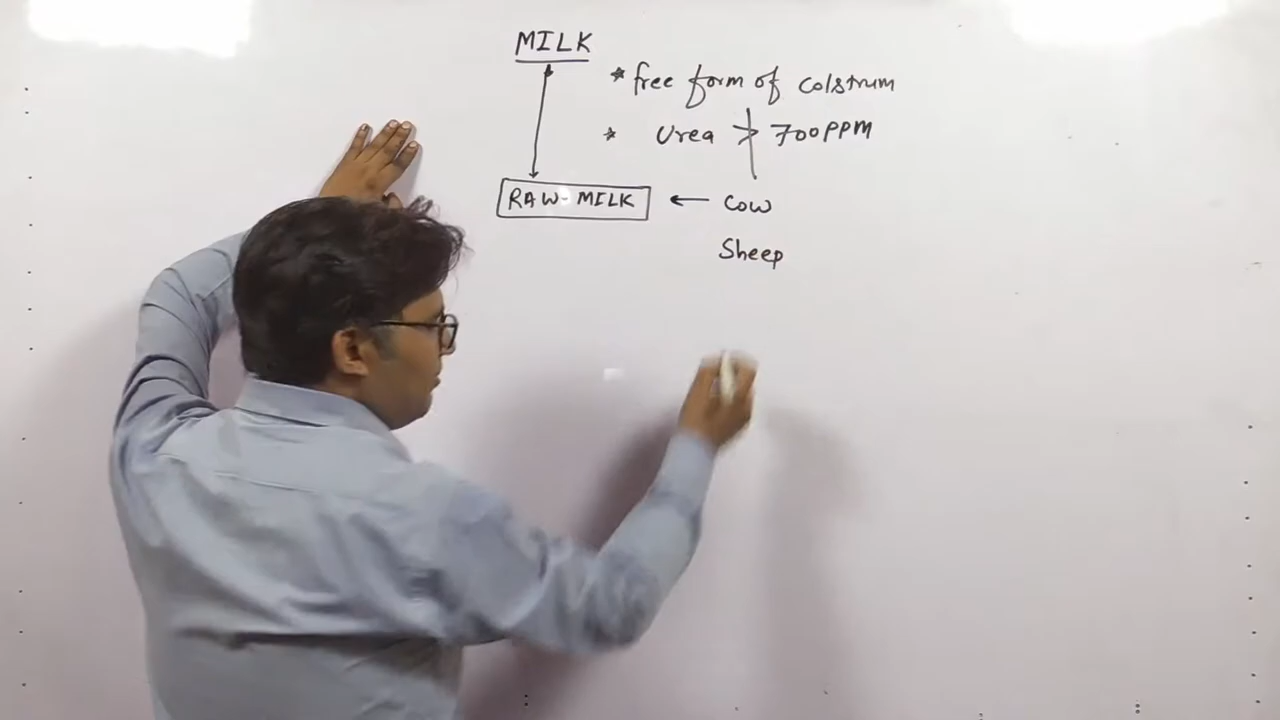 MILK
* free form of Colstrum
* Urea ≯ 700PPM
RAW-MILK ← Cow
Sheep